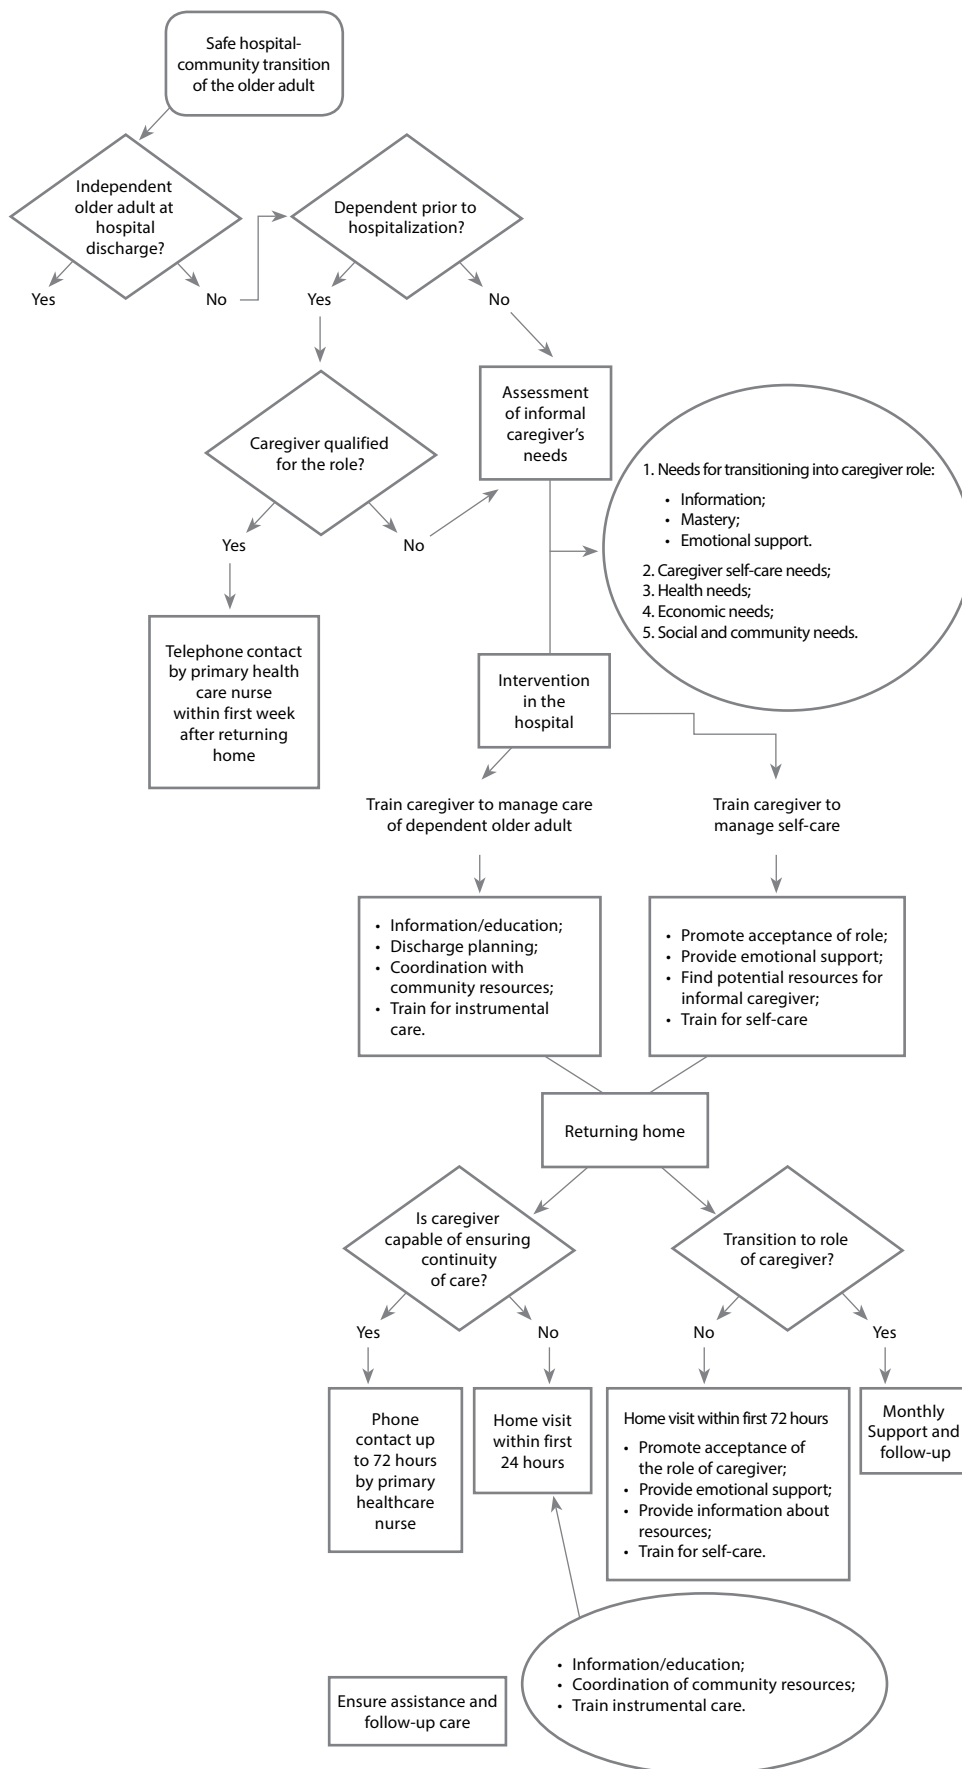 Safe hospital-
community transition
of the older adult
Independent
older adult at
hospital
discharge?
Dependent prior to
hospitalization?
Yes
No
Yes
No
Caregiver qualified
for the role?
Assessment
of informal
caregiver's
needs
1. Needs for transitioning into caregiver role:
• Information;
• Mastery;
• Emotional support.
2. Caregiver self-care needs;
3. Health needs;
4. Economic needs;
5. Social and community needs.
Yes
No
Telephone contact
by primary health
care nurse
within first week
after returning
home
Intervention
in the
hospital
Train caregiver to manage care
of dependent older adult
Train caregiver to
manage self-care
• Information/education;
• Discharge planning;
• Coordination with
community resources;
• Train for instrumental
care.
• Promote acceptance of role;
• Provide emotional support;
• Find potential resources for
informal caregiver;
• Train for self-care
Returning home
Is caregiver
capable of ensuring
continuity
of care?
Transition to role
of caregiver?
Yes
No
No
Yes
Phone
contact up
to 72 hours
by primary
healthcare
nurse
Home visit
within first
24 hours
Home visit within first 72 hours
• Promote acceptance of
the role of caregiver;
• Provide emotional support;
• Provide information about
resources;
• Train for self-care.
Monthly
Support and
follow-up
• Information/education;
• Coordination of community resources;
• Train instrumental care.
Ensure assistance and
follow-up care